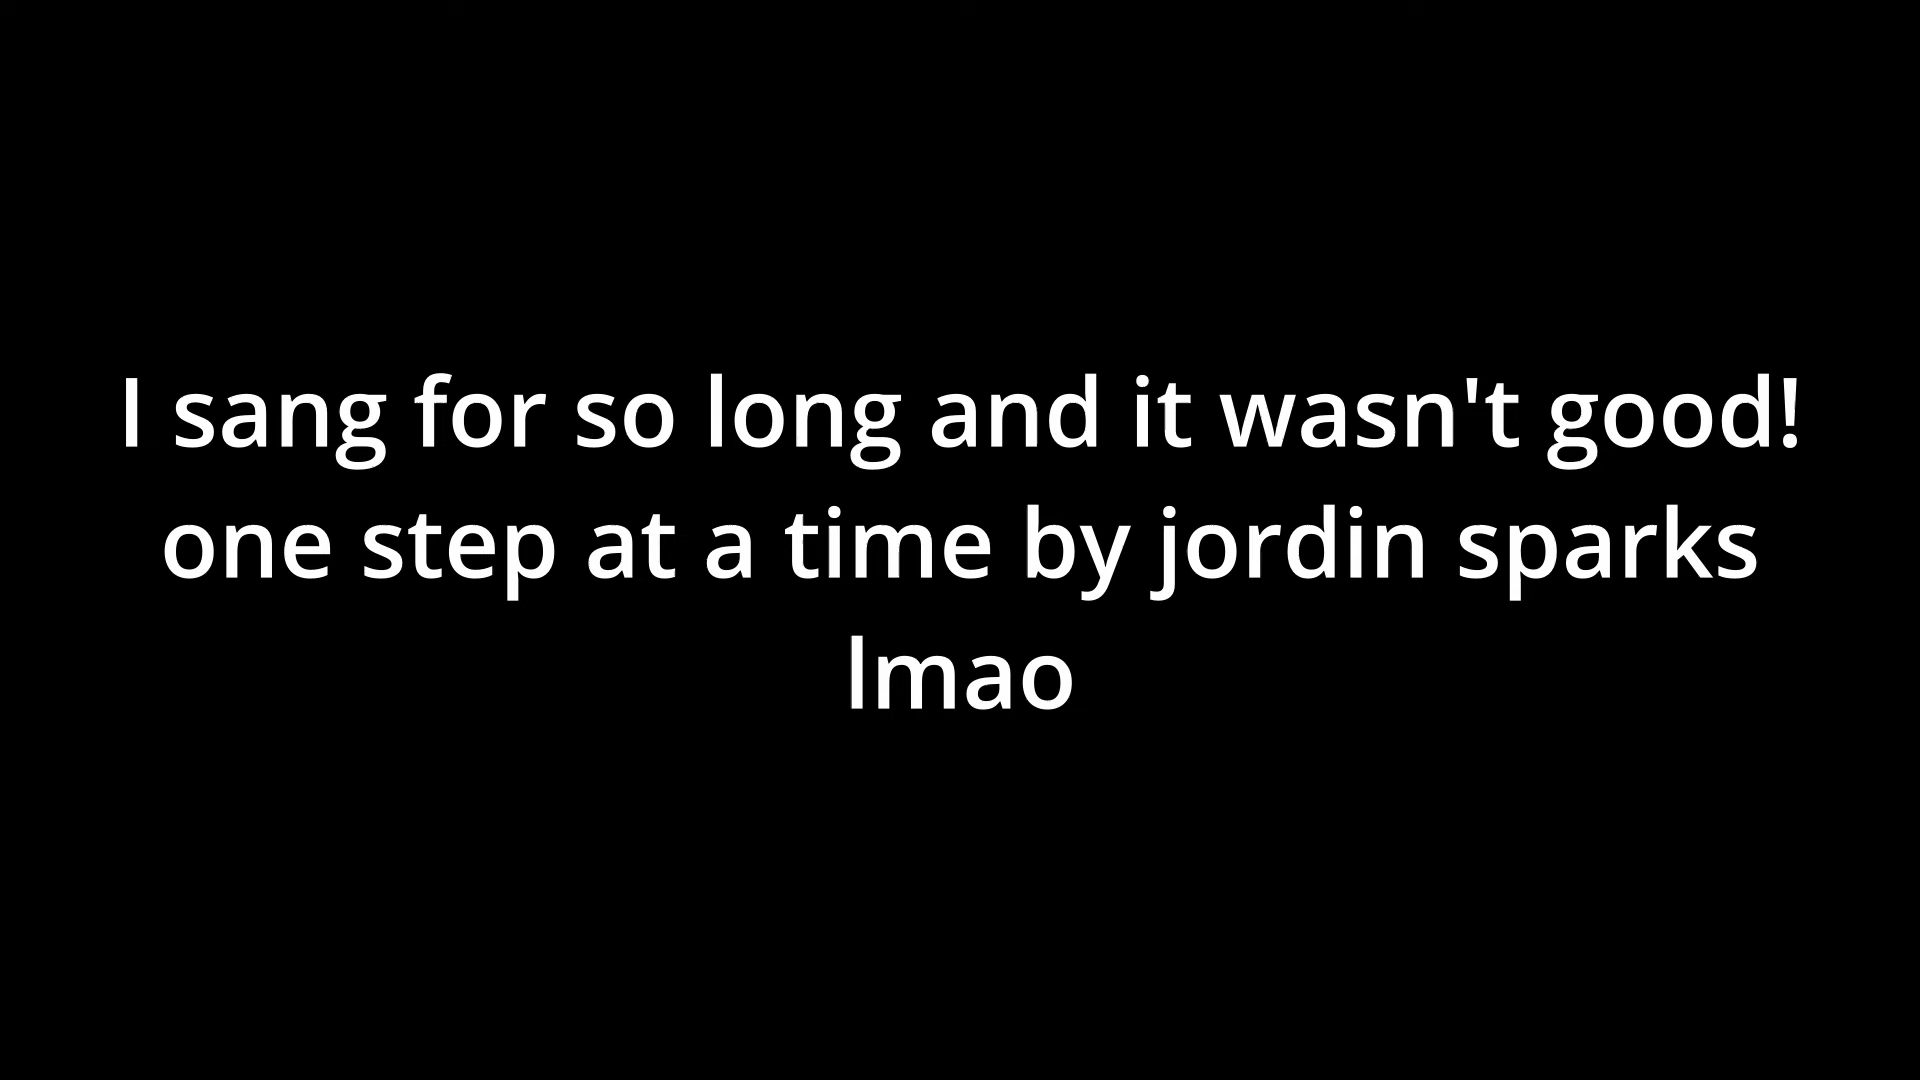 I sang for so long and it wasn't good!
one step at a time by jordin sparks
lmao